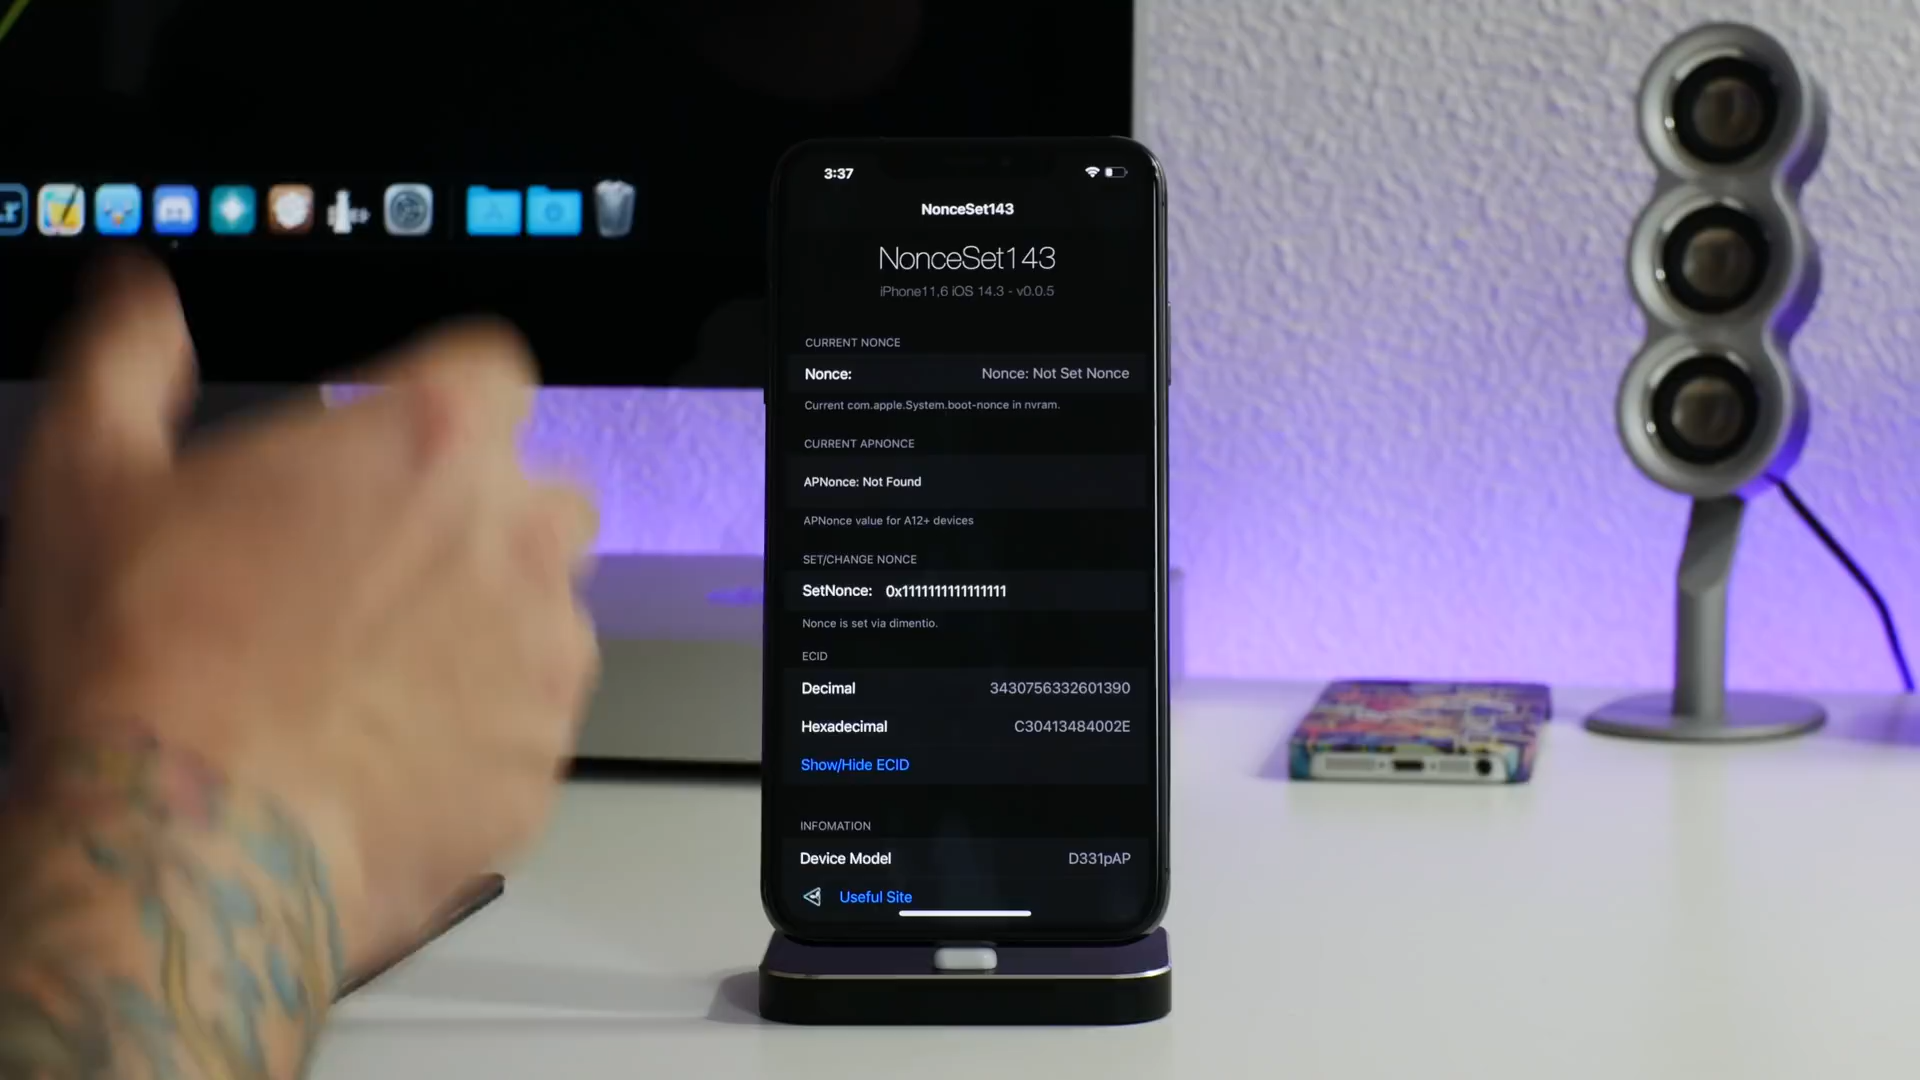 3:37
NonceSet143
NonceSet143
iPhone11,6 iOS 14.3 - v0.0.5
CURRENT NONCE
Nonce: Nonce: Not Set Nonce
Current com.apple.System.boot-nonce in nvram.
CURRENT APNONCE
APNonce: Not Found
APNonce value for A12+ devices
SET/CHANGE NONCE
SetNonce: 0x1111111111111111
Nonce is set via dimentio.
ECID
Decimal 3430756332601390
Hexadecimal C30413484002E
Show/Hide ECID
INFOMATION
Device Model D331pAP
Useful Site